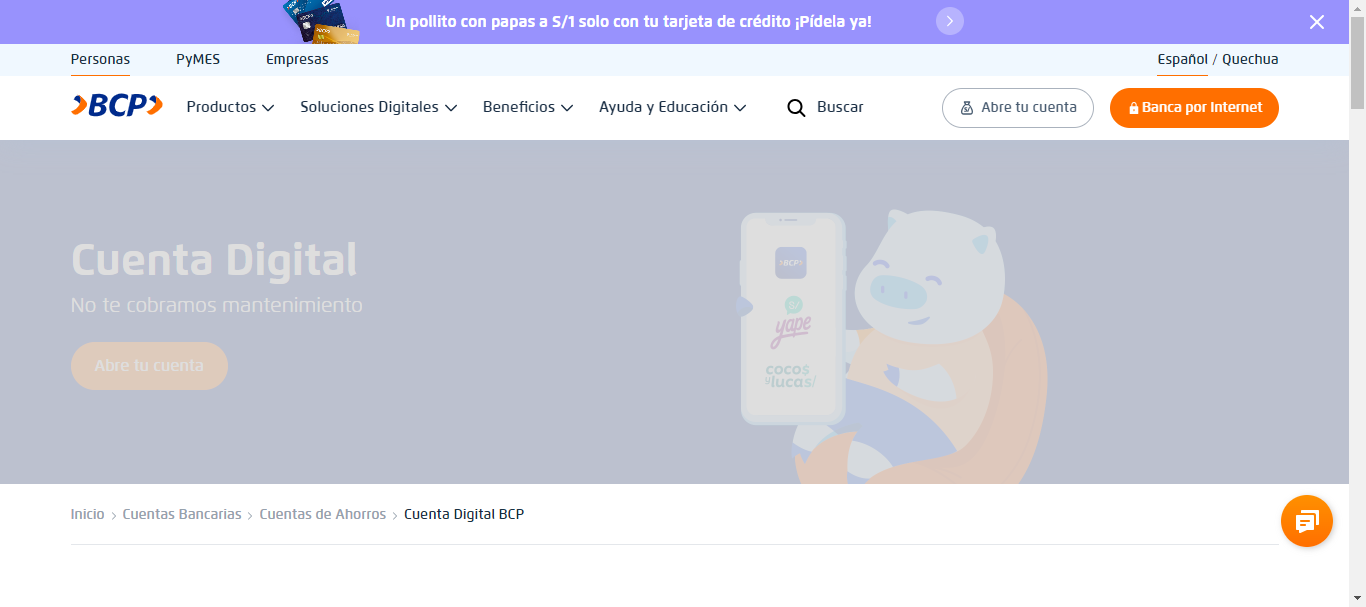 Un pollito con papas a S/1 solo con tu tarjeta de crédito ¡Pídela ya!
Personas PyMES Empresas Español / Quechua
BCP Productos Soluciones Digitales Beneficios Ayuda y Educación Buscar Abre tu cuenta Banca por Internet
Cuenta Digital
No te cobramos mantenimiento
Abre tu cuenta
BCP
yape
cocos
y lucas!
Inicio > Cuentas Bancarias > Cuentas de Ahorros > Cuenta Digital BCP